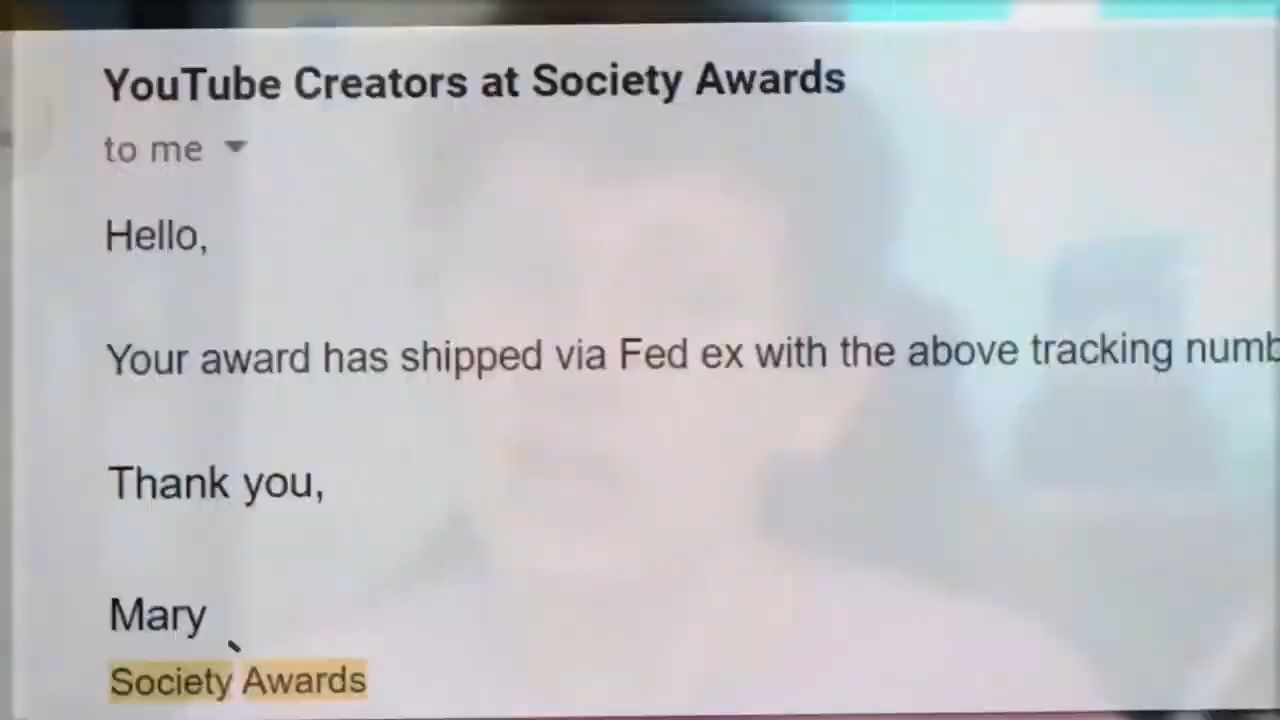 YouTube Creators at Society Awards
to me
Hello,
Your award has shipped via Fed ex with the above tracking
Thank you,
Mary
Society Awards